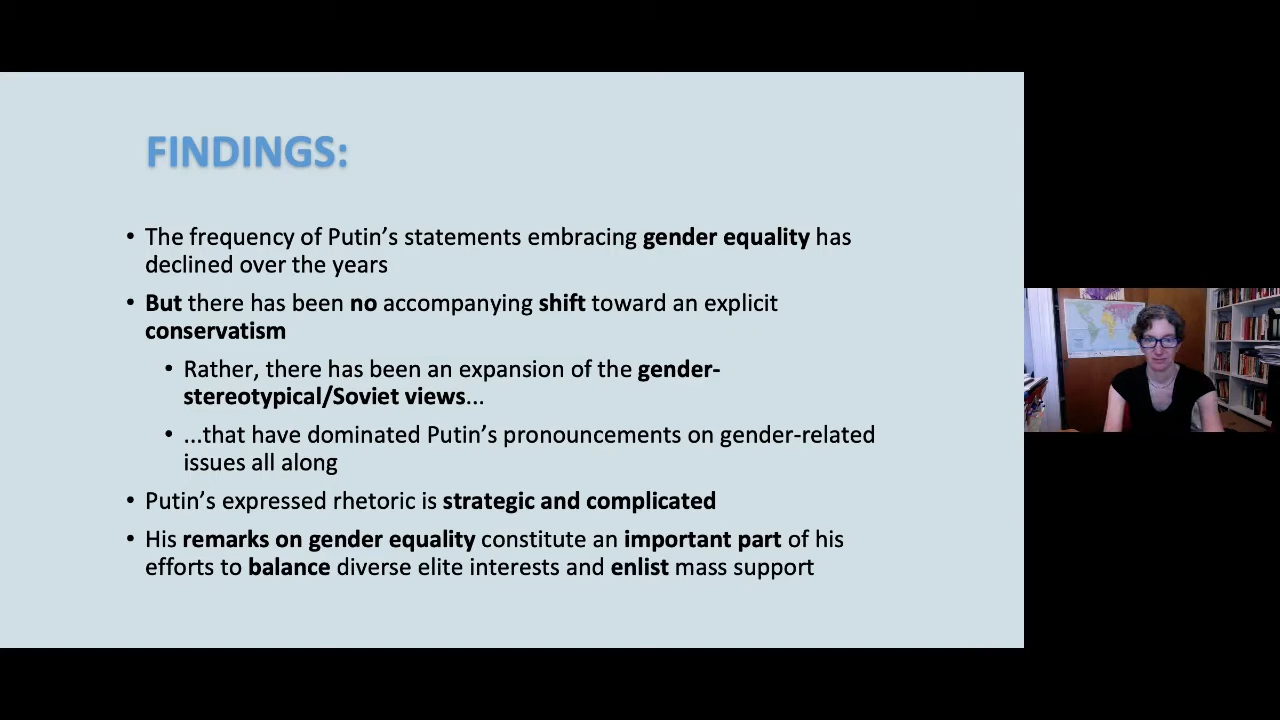 FINDINGS:
• The frequency of Putin's statements embracing gender equality has
declined over the years
• But there has been no accompanying shift toward an explicit
conservatism
• Rather, there has been an expansion of the gender-
stereotypical/Soviet views...
• ...that have dominated Putin's pronouncements on gender-related
issues all along
• Putin's expressed rhetoric is strategic and complicated
• His remarks on gender equality constitute an important part of his
efforts to balance diverse elite interests and enlist mass support